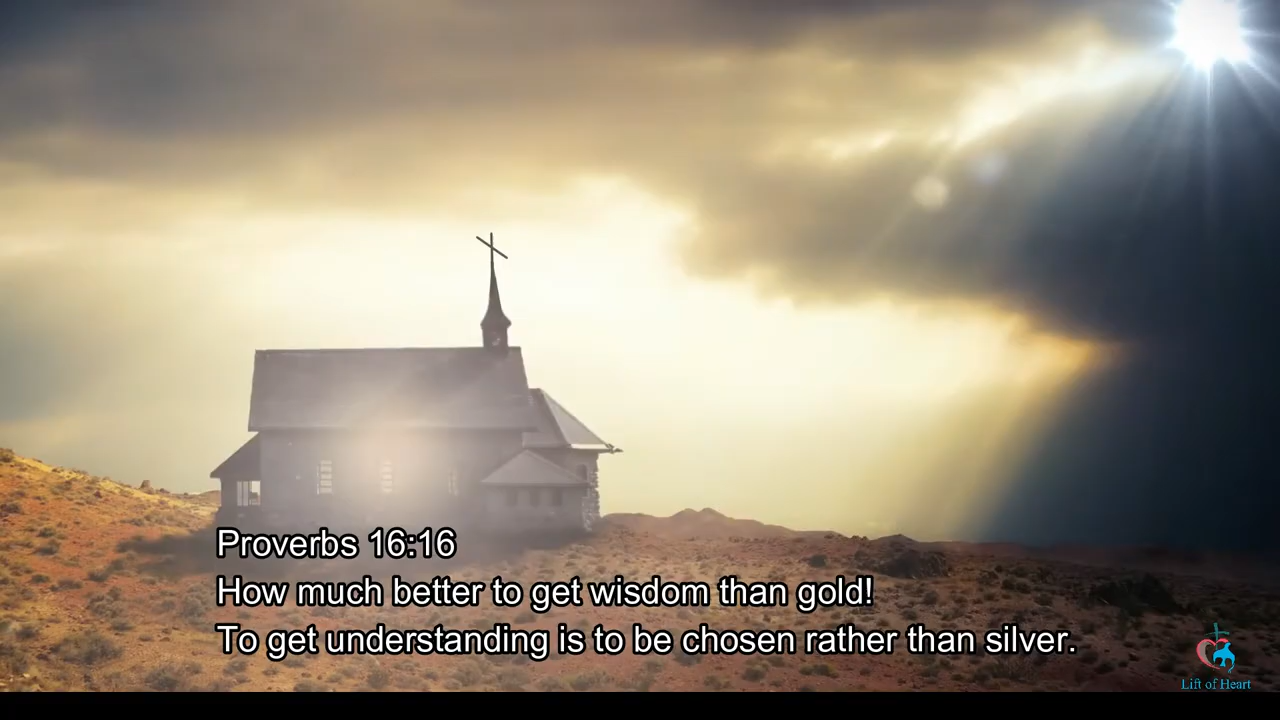 Proverbs 16:16
How much better to get wisdom than gold!
To get understanding is to be chosen rather than silver.
Lift of Heart